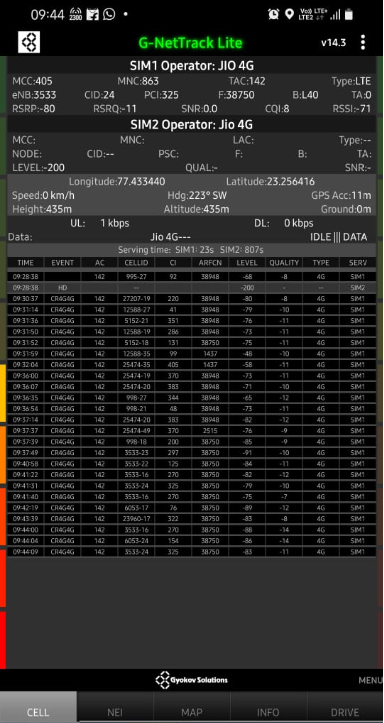 09:44
G-NetTrack Lite v14.3
SIM1 Operator: JIO 4G
MCC:405 MNC:863 TAC:142 Type:LTE
eNB:3533 CID:24 PCI:325 F:38750 B:L40 TA:0
RSRP:-80 RSRQ:-11 SNR:0.0 CQI:8 RSSI:-71
SIM2 Operator: Jio 4G
MCC: MNC: LAC: Type:--
NODE: CID:-- PSC: F: B: TA:
LEVEL:-200 QUAL:- SNR:-
Longitude:77.433440 Latitude:23.256416
Speed:0 km/h Hdg:223° SW GPS Acc:11m
Height:435m Altitude:435m Ground:0m
UL: 1 kbps DL: 0 kbps
Data: Jio 4G--- IDLE ||| DATA
Serving time: SIM1: 23s SIM2: 807s
TIME EVENT AC CELLID CI ARFCN LEVEL QUALITY TYPE SERV
09:28:38 142 995-27 92 38948 -68 -8 4G SIM1
09:28:38 HD -- -200 - SIM2
09:30:37 CR4G4G 142 27207-19 220 38948 -80 -8 4G SIM1
09:31:14 CR4G4G 142 12588-27 41 38948 -79 -10 4G SIM1
09:31:36 CR4G4G 142 5152-21 351 38948 -76 -11 4G SIM1
09:31:50 CR4G4G 142 12588-19 286 38948 -73 -11 4G SIM1
09:31:52 CR4G4G 142 5152-18 131 38750 -75 -11 4G SIM1
09:31:59 CR4G4G 142 12588-35 99 1437 -48 -10 4G SIM1
09:32:04 CR4G4G 142 25474-35 405 1437 -58 -11 4G SIM1
09:36:00 CR4G4G 142 25474-19 370 38948 -73 -11 4G SIM1
09:36:07 CR4G4G 142 25474-20 383 38948 -71 -10 4G SIM1
09:36:35 CR4G4G 142 998-27 344 38948 -65 -12 4G SIM1
09:36:54 CR4G4G 142 998-21 48 38948 -73 -11 4G SIM1
09:37:14 CR4G4G 142 25474-20 383 38948 -82 -12 4G SIM1
09:37:37 CR4G4G 142 25474-49 370 2515 -76 -9 4G SIM1
09:37:39 CR4G4G 142 998-18 200 38750 -85 -9 4G SIM1
09:37:49 CR4G4G 142 3533-23 297 38750 -91 -10 4G SIM1
09:40:58 CR4G4G 142 3533-22 125 38750 -84 -11 4G SIM1
09:41:22 CR4G4G 142 3533-16 270 38750 -82 -12 4G SIM1
09:41:31 CR4G4G 142 3533-24 325 38750 -79 -10 4G SIM1
09:41:40 CR4G4G 142 3533-16 270 38750 -75 -7 4G SIM1
09:42:19 CR4G4G 142 6053-17 76 38750 -89 -12 4G SIM1
09:43:39 CR4G4G 142 23960-17 322 38750 -83 -8 4G SIM1
09:44:00 CR4G4G 142 3533-16 270 38750 -88 -14 4G SIM1
09:44:04 CR4G4G 142 6053-24 154 38750 -86 -14 4G SIM1
09:44:09 CR4G4G 142 3533-24 325 38750 -83 -11 4G SIM1
Gyokov Solutions MENU
CELL NEI MAP INFO DRIVE